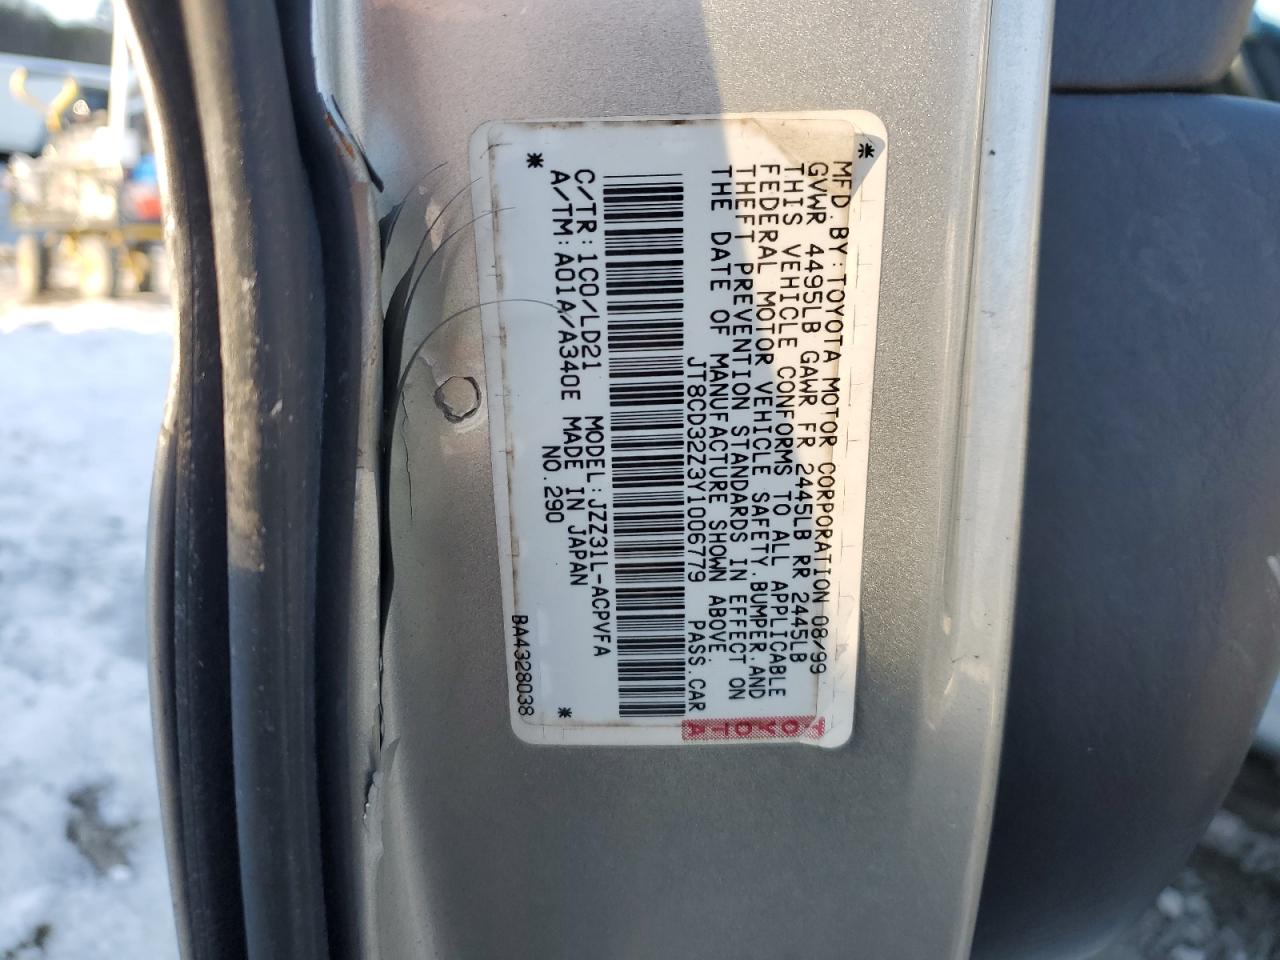 MFD.BY:TOYOTA MOTOR CORPORATION 08/99
GVWR 4495LB GAWR FR 2445LB RR 2445LB
THIS VEHICLE CONFORMS TO ALL APPLICABLE
FEDERAL MOTOR VEHICLE SAFETY,BUMPER,AND
THEFT PREVENTION STANDARDS IN EFFECT ON
THE DATE OF MANUFACTURE SHOWN ABOVE.
JT8CD32Z3Y1006779 PASS.CAR
C/TR:1C0/LD21 MODEL:JZZ31L-ACPVFA
A/TM:A01A/A340E MADE IN JAPAN
NO.290
BA4328038
TOYOTA